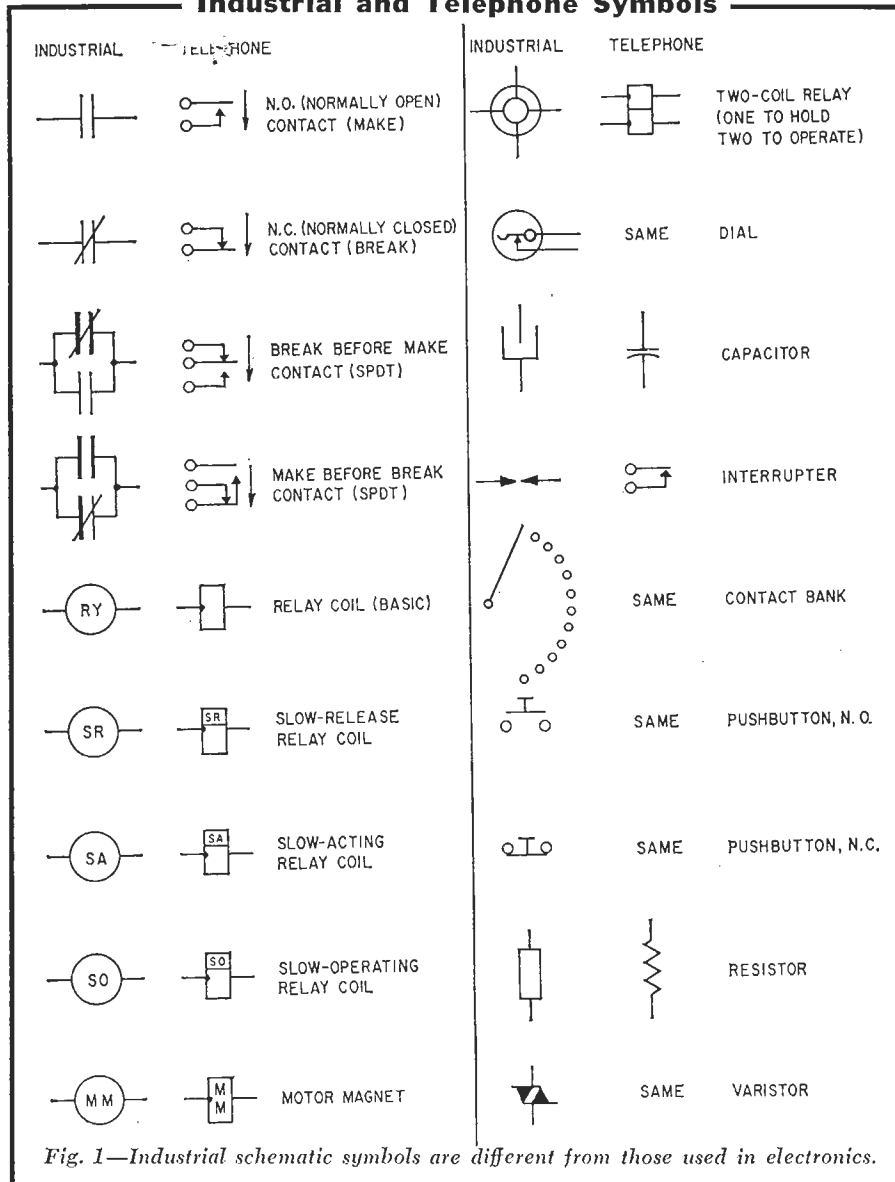 Industrial and Telephone Symbols
INDUSTRIAL TELEPHONE
N.O. (NORMALLY OPEN)
CONTACT (MAKE)
N.C. (NORMALLY CLOSED)
CONTACT (BREAK)
BREAK BEFORE MAKE
CONTACT (SPDT)
MAKE BEFORE BREAK
CONTACT (SPDT)
RY
RELAY COIL (BASIC)
SR
SR
SLOW-RELEASE
RELAY COIL
SA
SA
SLOW-ACTING
RELAY COIL
SO
SO
SLOW-OPERATING
RELAY COIL
MM
M
M
MOTOR MAGNET
INDUSTRIAL TELEPHONE
TWO-COIL RELAY
(ONE TO HOLD
TWO TO OPERATE)
SAME DIAL
CAPACITOR
INTERRUPTER
SAME CONTACT BANK
SAME PUSHBUTTON, N.O.
SAME PUSHBUTTON, N.C.
RESISTOR
SAME VARISTOR
Fig. 1—Industrial schematic symbols are different from those used in electronics.